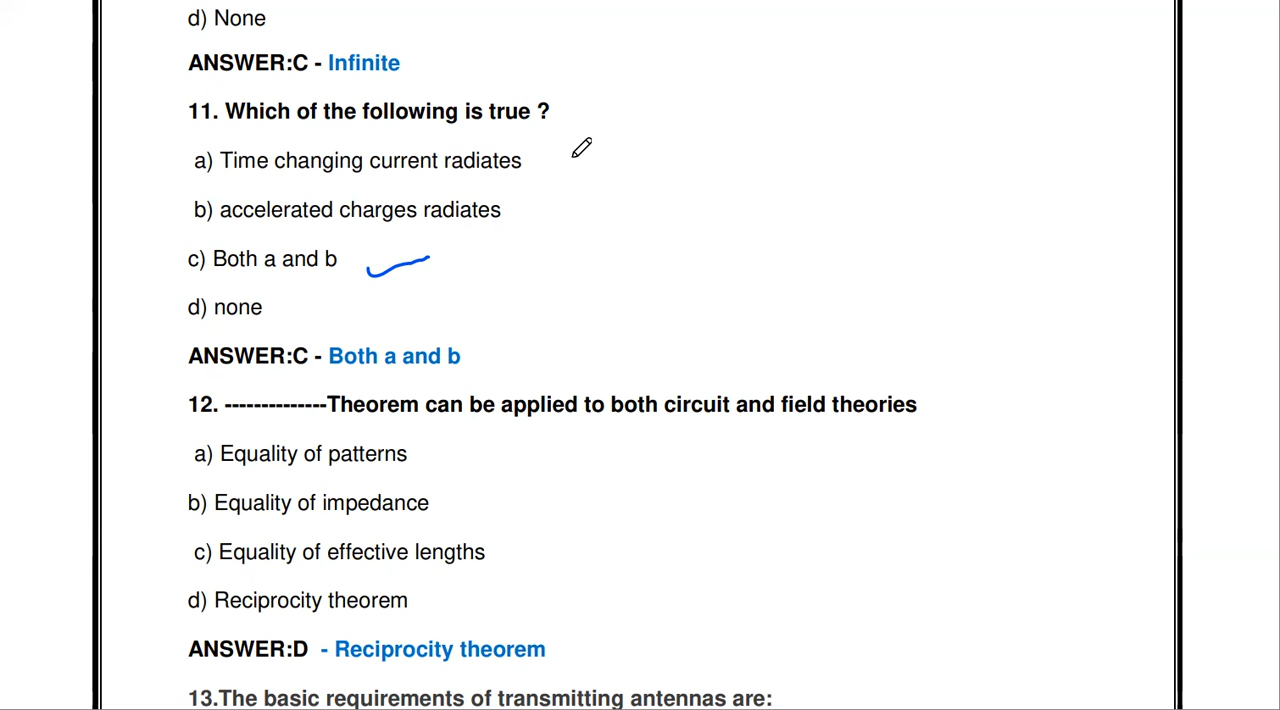 d) None
ANSWER:C - Infinite
11. Which of the following is true ?
a) Time changing current radiates
b) accelerated charges radiates
c) Both a and b
d) none
ANSWER:C - Both a and b
12. --------------Theorem can be applied to both circuit and field theories
a) Equality of patterns
b) Equality of impedance
c) Equality of effective lengths
d) Reciprocity theorem
ANSWER:D - Reciprocity theorem
13.The basic requirements of transmitting antennas are: